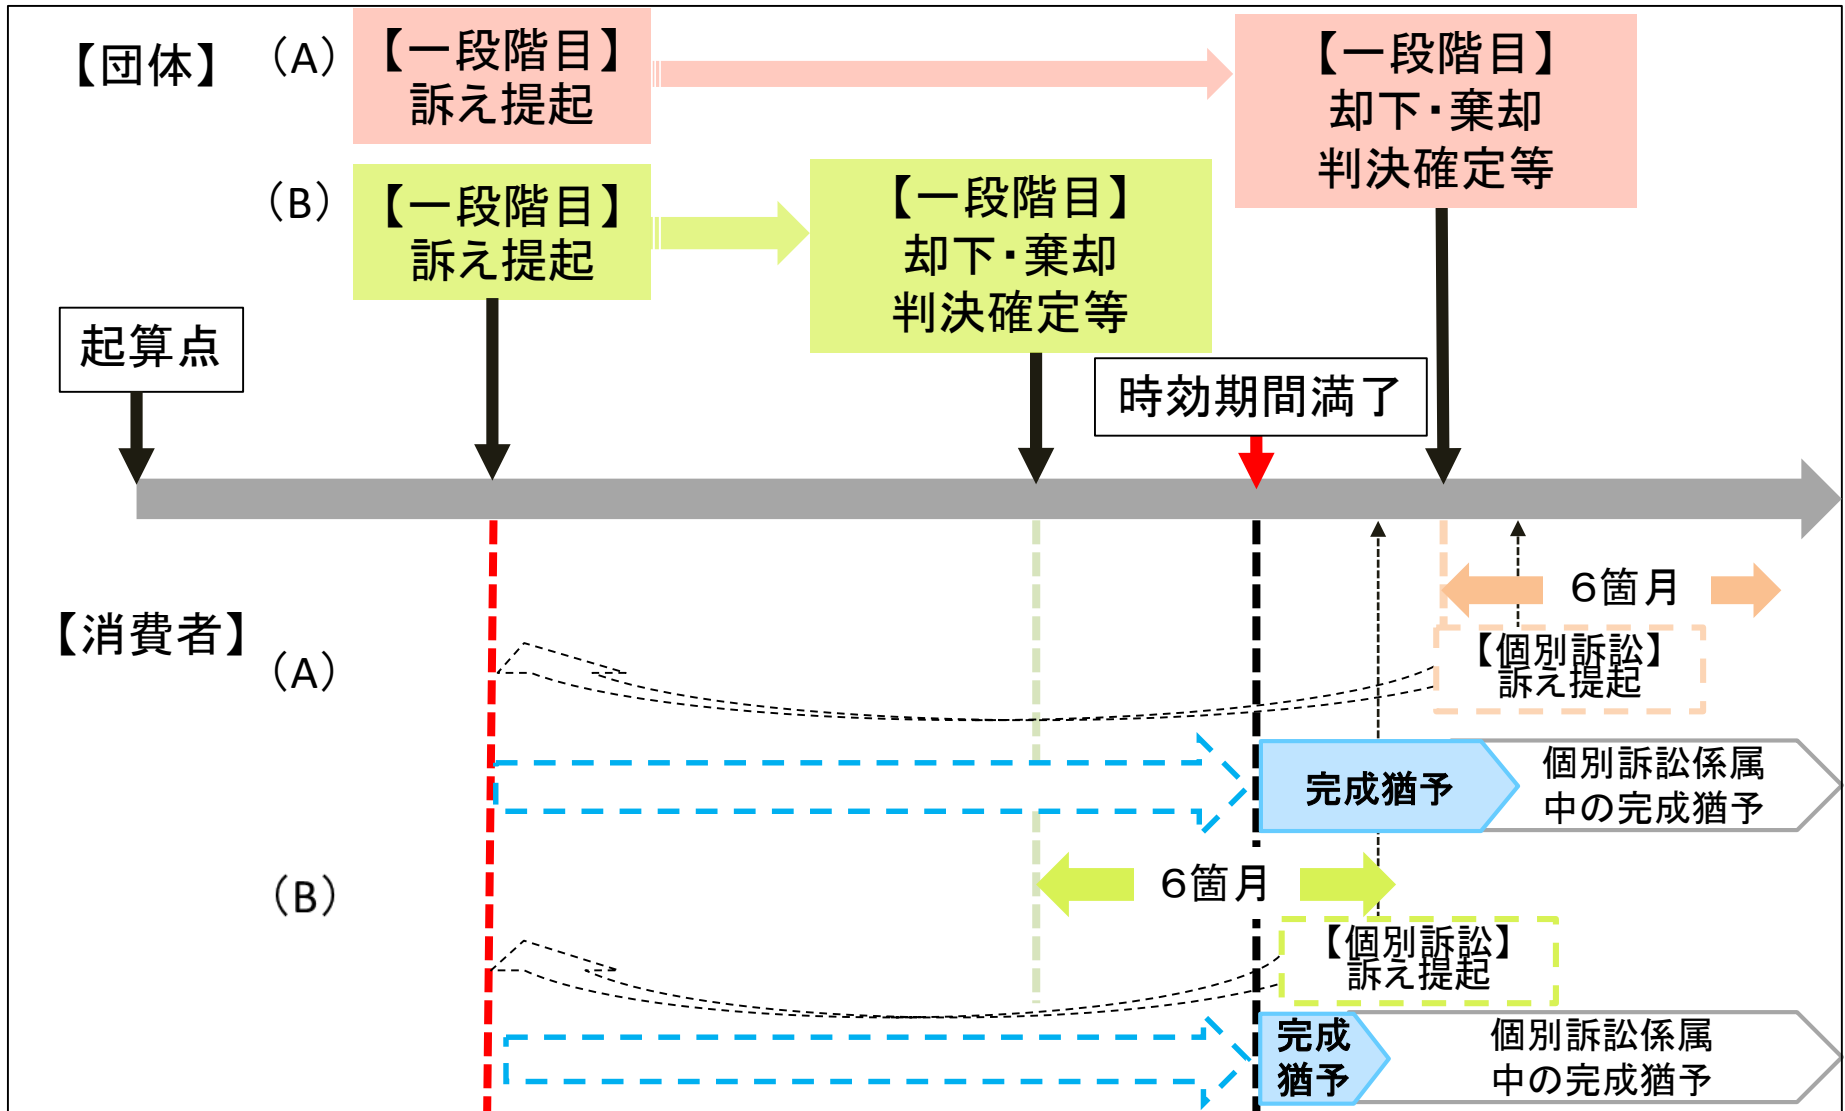 【団体】
（A）
【一段階目】
訴え提起
【一段階目】
却下・棄却
判決確定等
（B）
【一段階目】
訴え提起
【一段階目】
却下・棄却
判決確定等
起算点
時効期間満了
６箇月
【消費者】
（A）
【個別訴訟】
訴え提起
完成猶予
個別訴訟係属
中の完成猶予
（B）
６箇月
【個別訴訟】
訴え提起
完成
猶予
個別訴訟係属
中の完成猶予